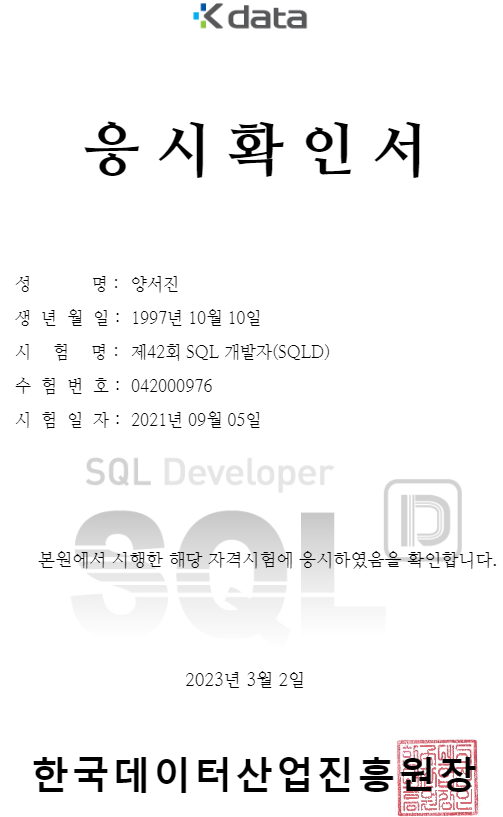 K data
응시확인서
성 명 : 양서진
생 년 월 일 : 1997년 10월 10일
시 험 명 : 제42회 SQL 개발자(SQLD)
수 험 번 호 : 042000976
시 험 일 자 : 2021년 09월 05일
SQL Developer
SQL D
본원에서 시행한 해당 자격시험에 응시하였음을 확인합니다.
2023년 3월 2일
한국데이터산업진흥원장